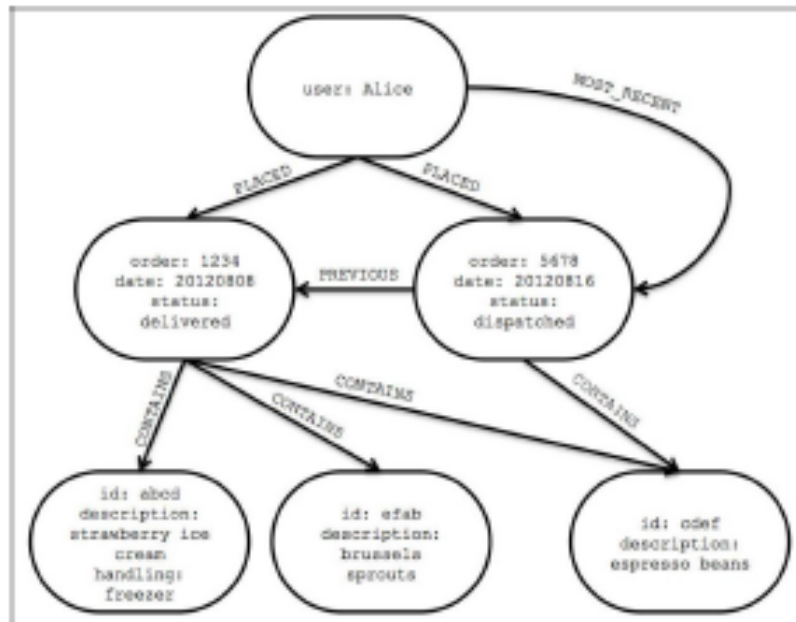 user: Alice
MOST_RECENT
PLACED
PLACED
order: 1234
date: 20120808
status:
delivered
PREVIOUS
order: 5678
date: 20120816
status:
dispatched
CONTAINS
CONTAINS
CONTAINS
CONTAINS
id: abcd
description:
strawberry ice
cream
handling:
freezer
id: efab
description:
brussels
sprouts
id: cdef
description:
espresso beans